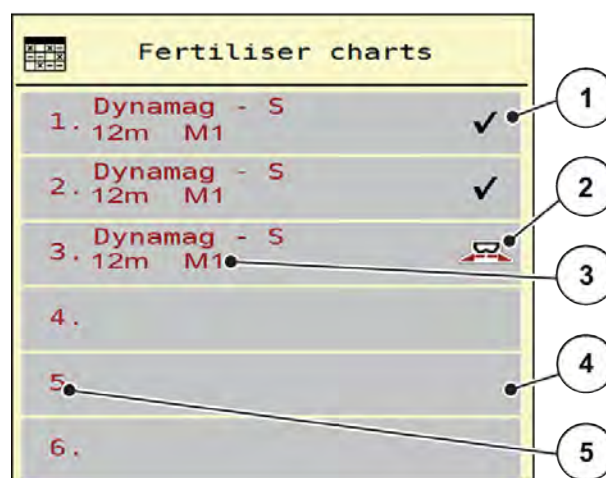 Fertiliser charts
1. Dynamag - S
12m M1
1
2. Dynamag - S
12m M1
2
3. Dynamag - S
12m M1
3
4.
5
4
6.
5